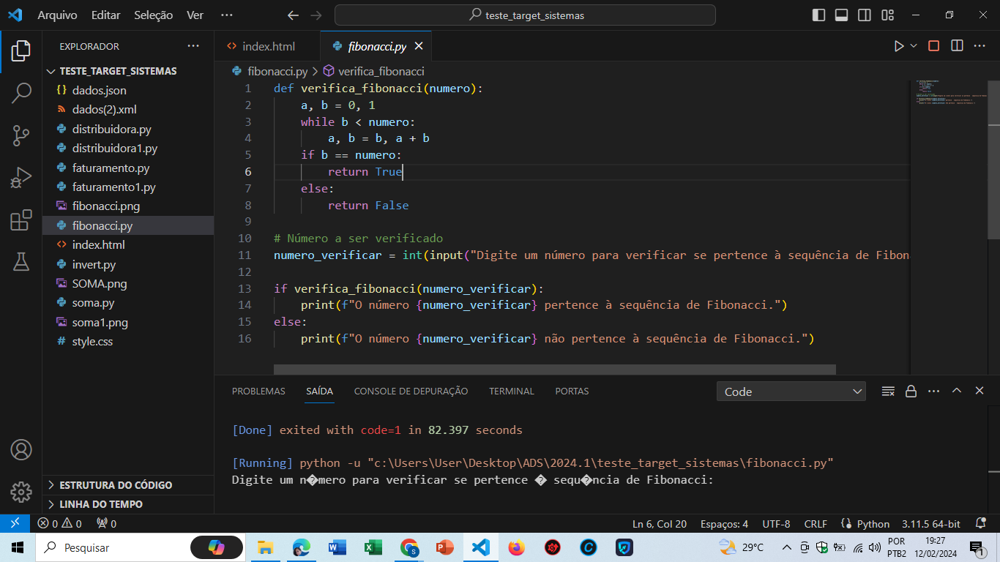 Arquivo Editar Seleção Ver ···
teste_target_sistemas
EXPLORADOR ···
TESTE_TARGET_SISTEMAS
dados.json
dados(2).xml
distribuidora.py
distribuidora1.py
faturamento.py
faturamento1.py
fibonacci.png
fibonacci.py
index.html
invert.py
SOMA.png
soma.py
soma1.png
style.css
ESTRUTURA DO CÓDIGO
LINHA DO TEMPO
index.html fibonacci.py
fibonacci.py > verifica_fibonacci
1 def verifica_fibonacci(numero):
2 a, b = 0, 1
3 while b < numero:
4 a, b = b, a + b
5 if b == numero:
6 return True
7 else:
8 return False
9
10 # Número a ser verificado
11 numero_verificar = int(input("Digite um número para verificar se pertence à sequência de Fibon
12
13 if verifica_fibonacci(numero_verificar):
14 print(f"O número {numero_verificar} pertence à sequência de Fibonacci.")
15 else:
16 print(f"O número {numero_verificar} não pertence à sequência de Fibonacci.")
PROBLEMAS SAÍDA CONSOLE DE DEPURAÇÃO TERMINAL PORTAS Code
[Done] exited with code=1 in 82.397 seconds
[Running] python -u "c:\Users\User\Desktop\ADS\2024.1\teste_target_sistemas\fibonacci.py"
Digite um n�mero para verificar se pertence � sequ�ncia de Fibonacci:
0 0 0 Ln 6, Col 20 Espaços: 4 UTF-8 CRLF Python 3.11.5 64-bit
Pesquisar 29°C POR 19:27
PTB2 12/02/2024 1